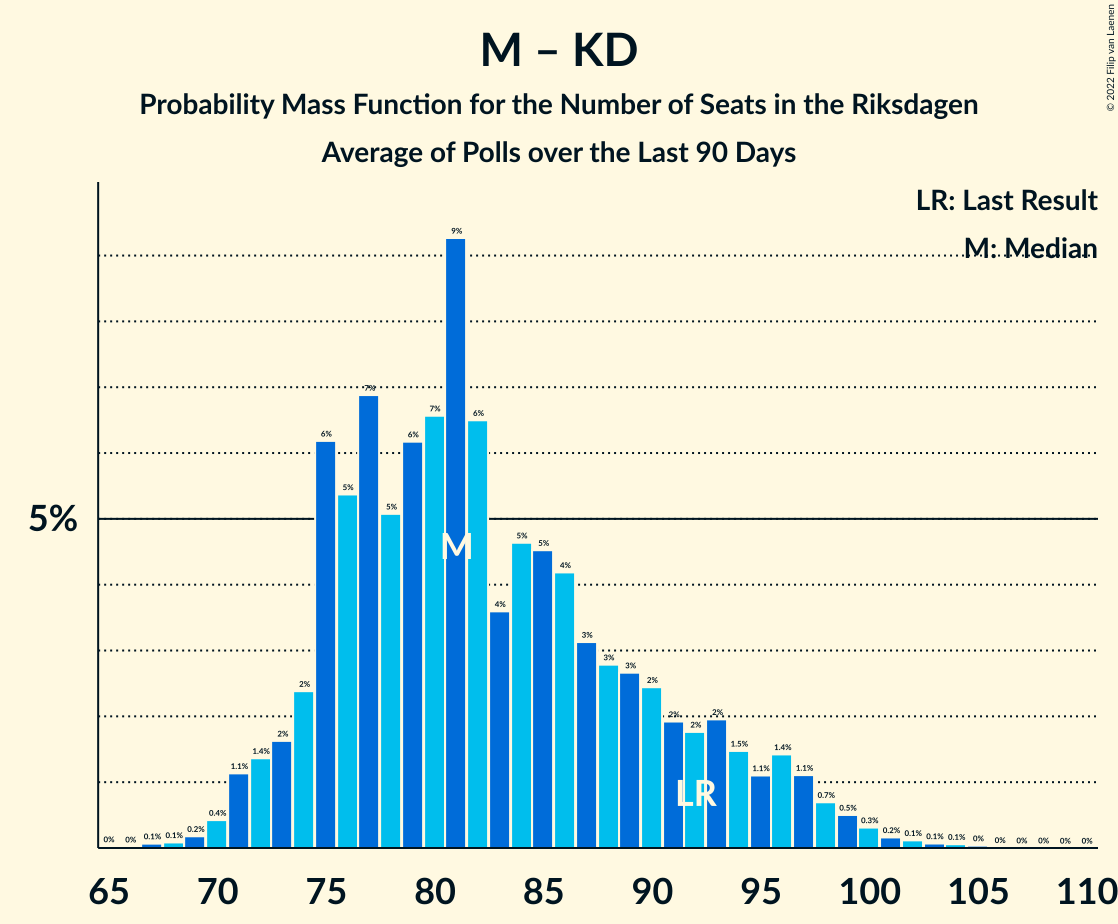 © 2022 Filip van Laenen
M – KD
Probability Mass Function for the Number of Seats in the Riksdagen
Average of Polls over the Last 90 Days
LR: Last Result
M: Median
5%
0% 0% 0.1% 0.1% 0.2% 0.4% 1.1% 1.4% 2% 2% 6% 5% 7% 5% 6% 7% 9% 6% 4% 5% 5% 4% 3% 3% 3% 2% 2% 2% 2% 1.5% 1.1% 1.4% 1.1% 0.7% 0.5% 0.3% 0.2% 0.1% 0.1% 0.1% 0% 0% 0% 0% 0% 0%
M
LR
65 70 75 80 85 90 95 100 105 110